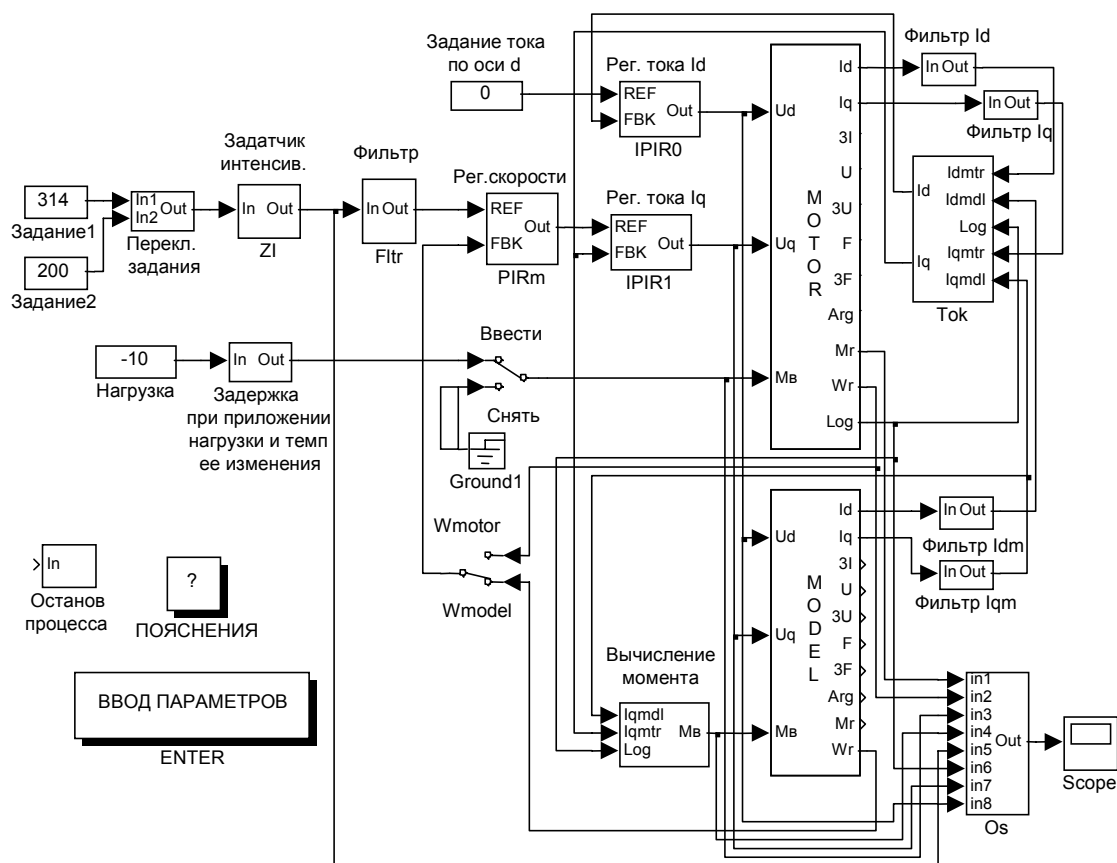 Задание тока
по оси d
0
Рег. тока Id
REF
FBK
Out
IPIR0
Фильтр Id
In Out
In Out
Фильтр Iq
Задатчик
интенсив.
Фильтр
Рег.скорости
Рег. тока Iq
314
Задание1
200
Задание2
In1
In2
Out
Перекл.
задания
In Out
ZI
In Out
Fltr
REF
FBK
Out
PIRm
REF
FBK
Out
IPIR1
Ud
Uq
Мв
MOTOR
Id
Iq
3I
U
3U
F
3F
Arg
Mr
Wr
Log
Id
Iq
Idmtr
Idmdl
Log
Iqmtr
Iqmdl
Tok
-10
Нагрузка
In Out
Задержка
при приложении
нагрузки и темп
ее изменения
Ввести
Снять
Ground1
Wmotor
Wmodel
In
Останов
процесса
?
ПОЯСНЕНИЯ
ВВОД ПАРАМЕТРОВ
ENTER
Вычисление
момента
Iqmdl
Iqmtr
Log
Мв
Ud
Uq
Мв
MODEL
Id
Iq
3I
U
3U
F
3F
Arg
Mr
Wr
In Out
Фильтр Idm
In Out
Фильтр Iqm
in1
in2
in3
in4
in5
in6
in7
in8
Out
Os
Scope